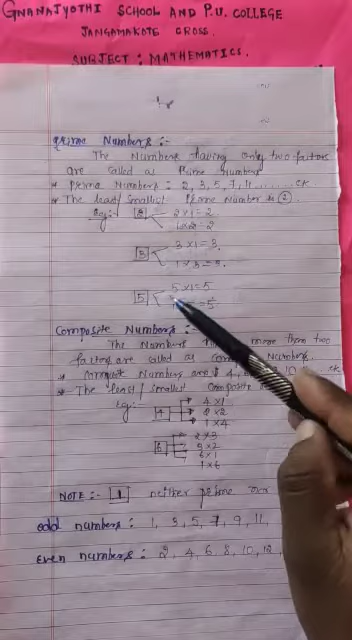 GNANAJYOTHI SCHOOL AND P.U. COLLEGE
JANGAMAKOTE CROSS.
SUBJECT : MATHEMATICS.
Prime Numbers :-
The Numbers having only two factors
are called as Prime Numbers
* Prime Numbers : 2, 3, 5, 7, 11
* The least/smallest Prime Number is 2.
Eg:- 2 2×1=2
=2
3 3×1=3.
1×3=3.
5 5×1=5
=5
Composite Numbers :-
The Numbers more than two
factors are called as Numbers.
Numbers are 4, 6, 8, 10
* The least/smallest Composite
Eg:- 4 4×1
2×2
1×4
6 2×3
3×2
6×1
1×6
NOTE :- 1 neither prime
odd numbers : 1, 3, 5, 7, 9, 11,
Even numbers : 2, 4, 6, 8, 10, 12,